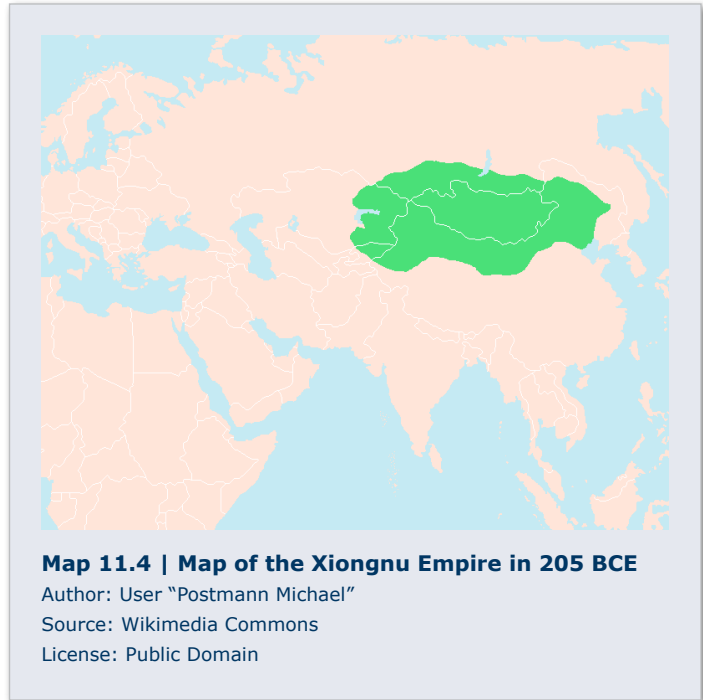 Map 11.4 | Map of the Xiongnu Empire in 205 BCE
Author: User “Postmann Michael”
Source: Wikimedia Commons
License: Public Domain